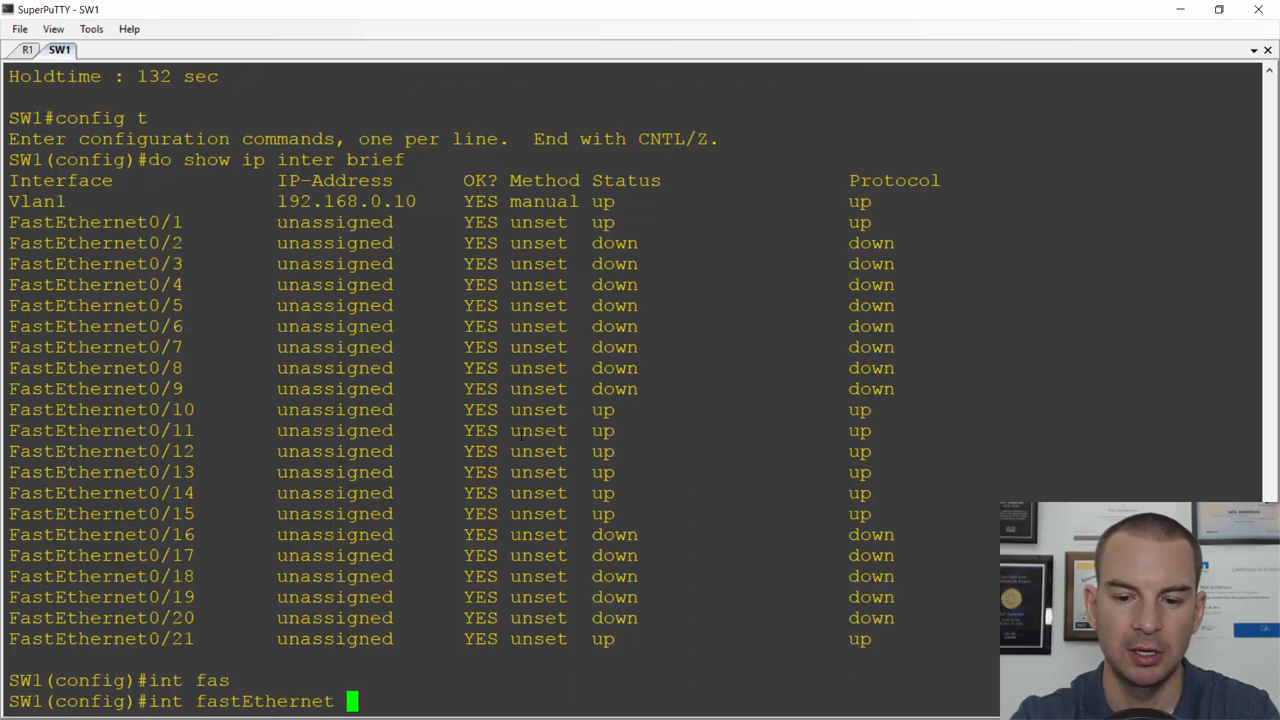 SuperPuTTY - SW1
File View Tools Help
R1 SW1
Holdtime : 132 sec
SW1#config t
Enter configuration commands, one per line.  End with CNTL/Z.
SW1(config)#do show ip inter brief
Interface IP-Address OK? Method Status Protocol
Vlan1 192.168.0.10 YES manual up up
FastEthernet0/1 unassigned YES unset up up
FastEthernet0/2 unassigned YES unset down down
FastEthernet0/3 unassigned YES unset down down
FastEthernet0/4 unassigned YES unset down down
FastEthernet0/5 unassigned YES unset down down
FastEthernet0/6 unassigned YES unset down down
FastEthernet0/7 unassigned YES unset down down
FastEthernet0/8 unassigned YES unset down down
FastEthernet0/9 unassigned YES unset down down
FastEthernet0/10 unassigned YES unset up up
FastEthernet0/11 unassigned YES unset up up
FastEthernet0/12 unassigned YES unset up up
FastEthernet0/13 unassigned YES unset up up
FastEthernet0/14 unassigned YES unset up up
FastEthernet0/15 unassigned YES unset up up
FastEthernet0/16 unassigned YES unset down down
FastEthernet0/17 unassigned YES unset down down
FastEthernet0/18 unassigned YES unset down down
FastEthernet0/19 unassigned YES unset down down
FastEthernet0/20 unassigned YES unset down down
FastEthernet0/21 unassigned YES unset up up
SW1(config)#int fas
SW1(config)#int fastEthernet